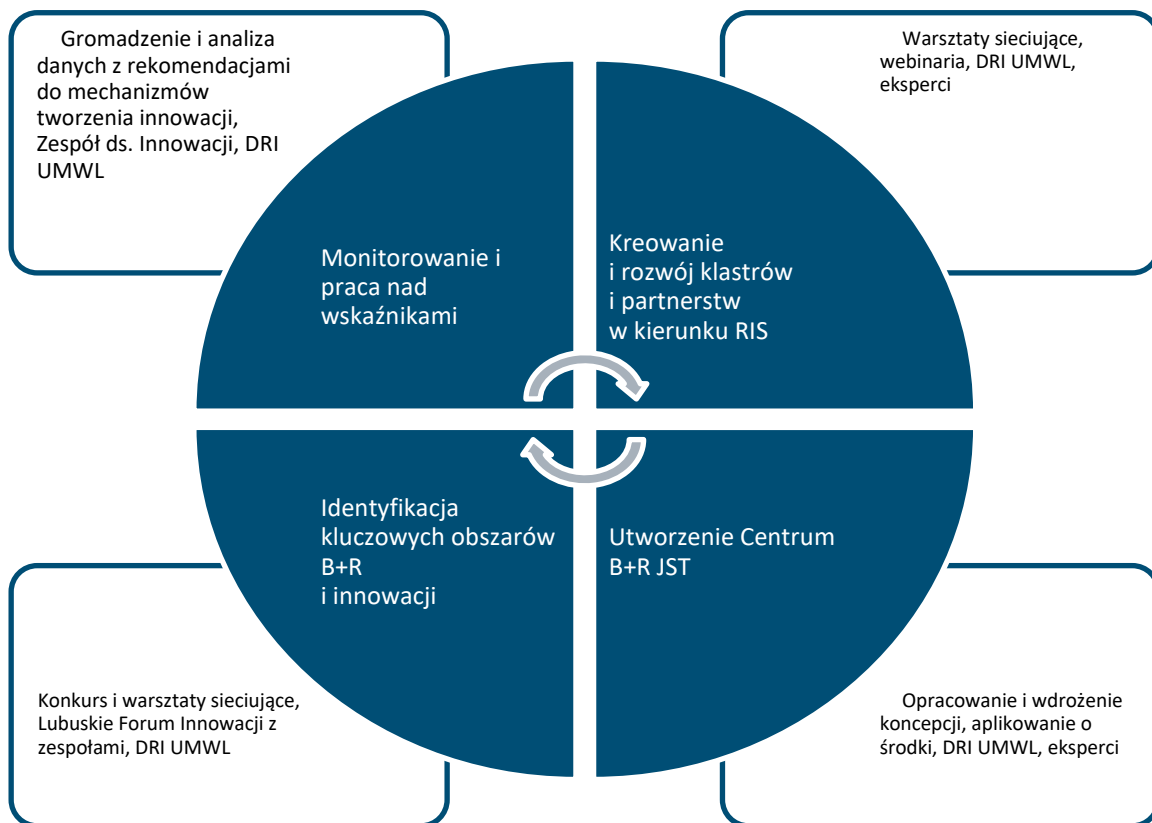 Gromadzenie i analiza
danych z rekomendacjami
do mechanizmów
tworzenia innowacji,
Zespół ds. Innowacji, DRI
UMWL
Warsztaty sieciujące,
webinaria, DRI UMWL,
eksperci
Monitorowanie i
praca nad
wskaźnikami
Kreowanie
i rozwój klastrów
i partnerstw
w kierunku RIS
Identyfikacja
kluczowych obszarów
B+R
i innowacji
Utworzenie Centrum
B+R JST
Konkurs i warsztaty sieciujące,
Lubuskie Forum Innowacji z
zespołami, DRI UMWL
Opracowanie i wdrożenie
koncepcji, aplikowanie o
środki, DRI UMWL, eksperci